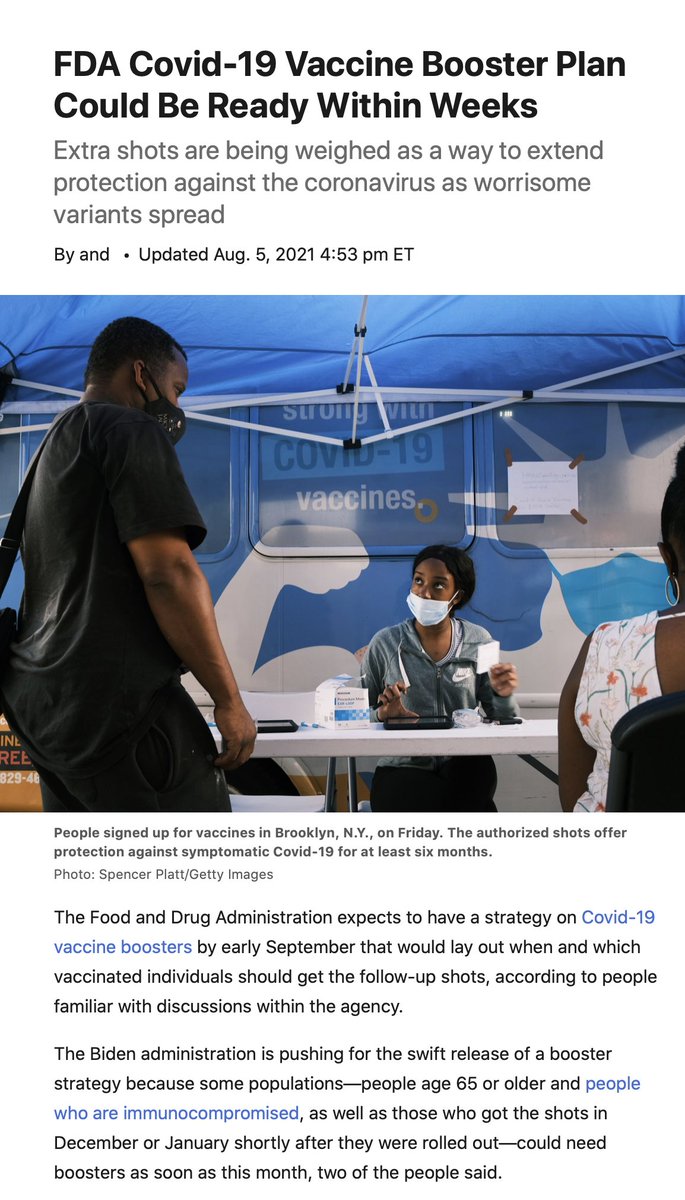 FDA Covid-19 Vaccine Booster Plan
Could Be Ready Within Weeks
Extra shots are being weighed as a way to extend
protection against the coronavirus as worrisome
variants spread
By and • Updated Aug. 5, 2021 4:53 pm ET
strong with
COVID-19
vaccines.
INE
REE
829-46
NIKE
People signed up for vaccines in Brooklyn, N.Y., on Friday. The authorized shots offer
protection against symptomatic Covid-19 for at least six months.
Photo: Spencer Platt/Getty Images
The Food and Drug Administration expects to have a strategy on Covid-19
vaccine boosters by early September that would lay out when and which
vaccinated individuals should get the follow-up shots, according to people
familiar with discussions within the agency.
The Biden administration is pushing for the swift release of a booster
strategy because some populations—people age 65 or older and people
who are immunocompromised, as well as those who got the shots in
December or January shortly after they were rolled out—could need
boosters as soon as this month, two of the people said.